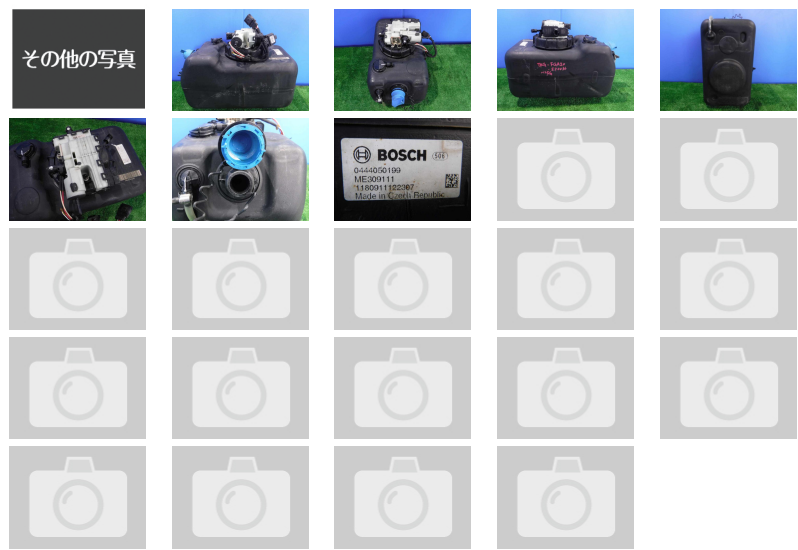 その他の写真
BOSCH
0444050199
ME309111
1180911122387
Made in Czech Republic